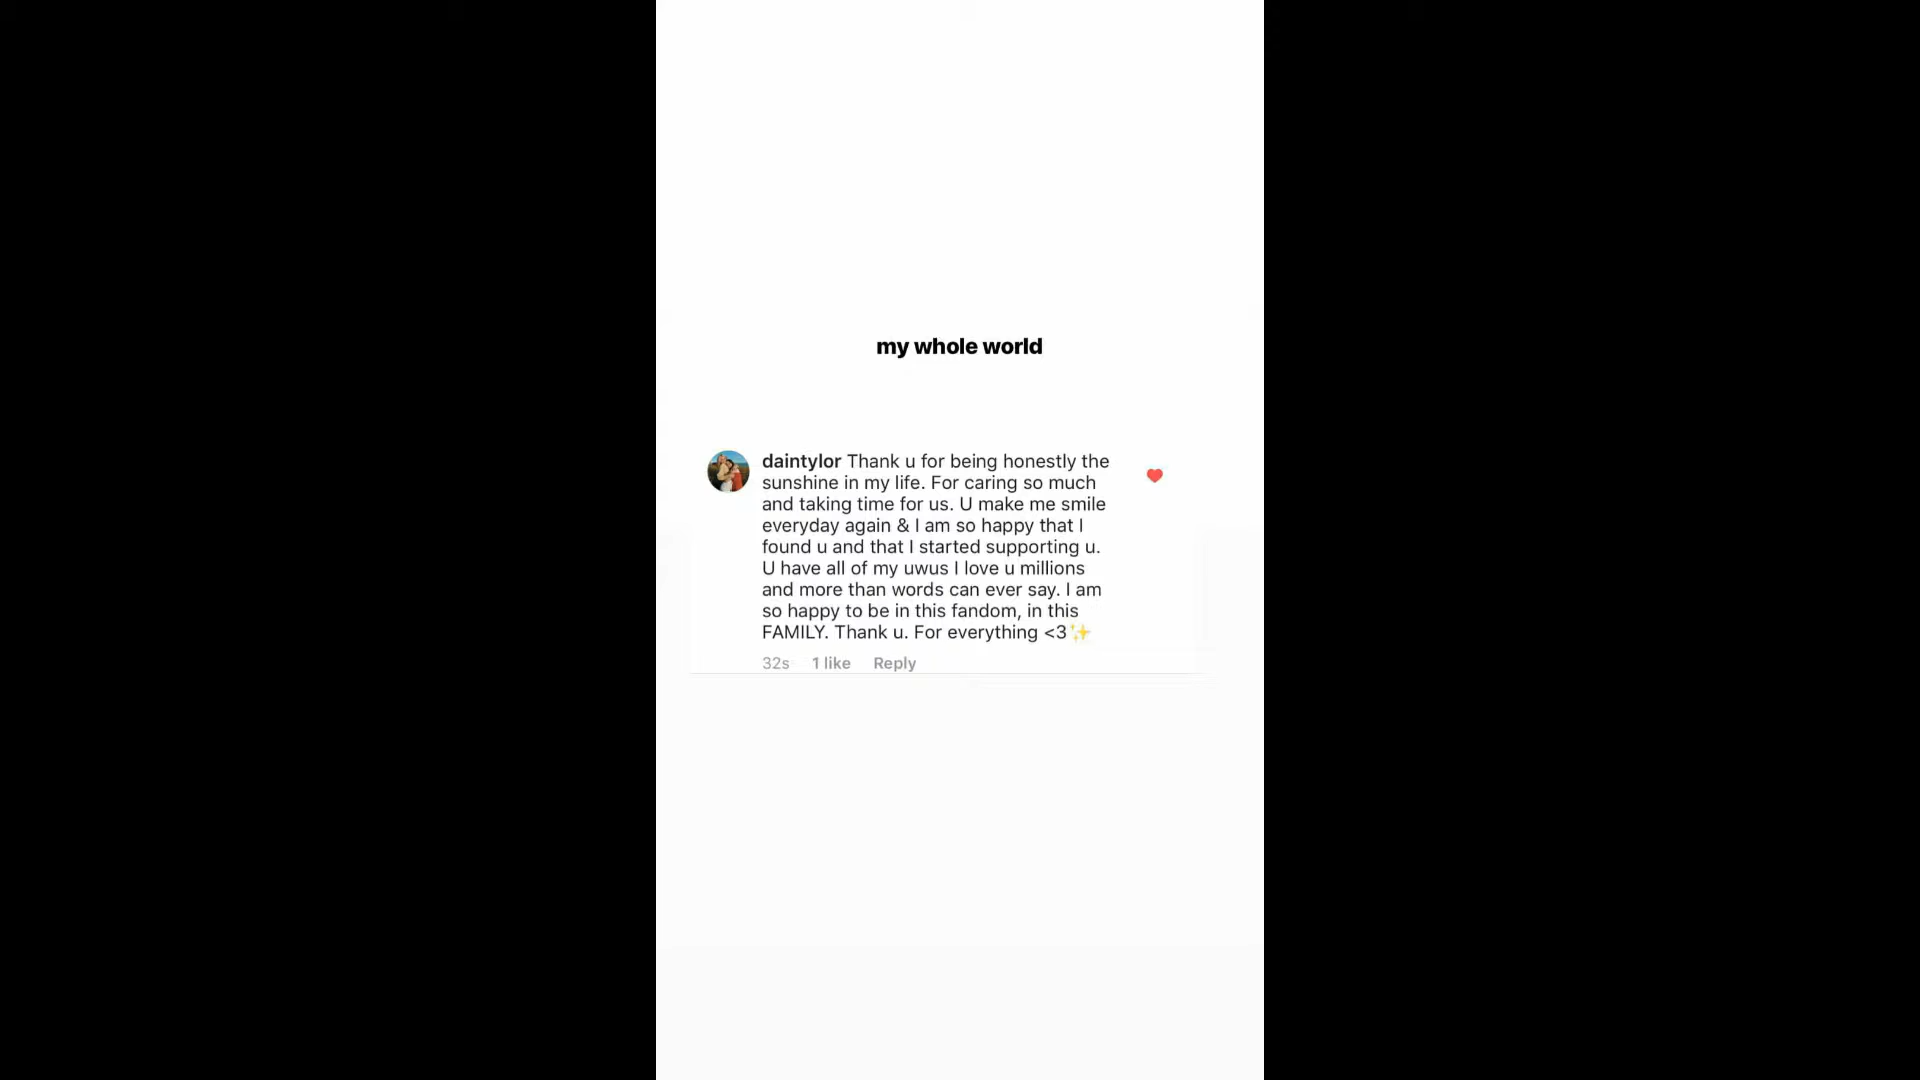 my whole world
daintylor Thank u for being honestly the
sunshine in my life. For caring so much
and taking time for us. U make me smile
everyday again & I am so happy that I
found u and that I started supporting u.
U have all of my uwus I love u millions
and more than words can ever say. I am
so happy to be in this fandom, in this
FAMILY. Thank u. For everything <3✨
32s 1 like Reply